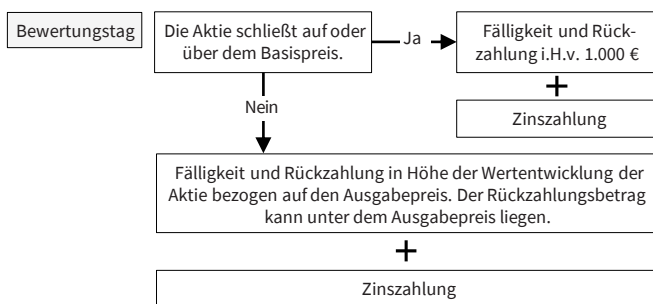 Bewertungstag
Die Aktie schließt auf oder
über dem Basispreis.
Ja
Fälligkeit und Rück-
zahlung i.H.v. 1.000 €
+
Zinszahlung
Nein
Fälligkeit und Rückzahlung in Höhe der Wertentwicklung der
Aktie bezogen auf den Ausgabepreis. Der Rückzahlungsbetrag
kann unter dem Ausgabepreis liegen.
+
Zinszahlung